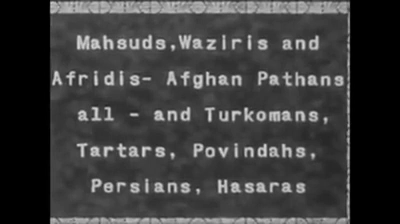 Mahsuds,Waziris and
Afridis- Afghan Pathans
all - and Turkomans,
Tartars, Povindahs,
Persians, Hasaras